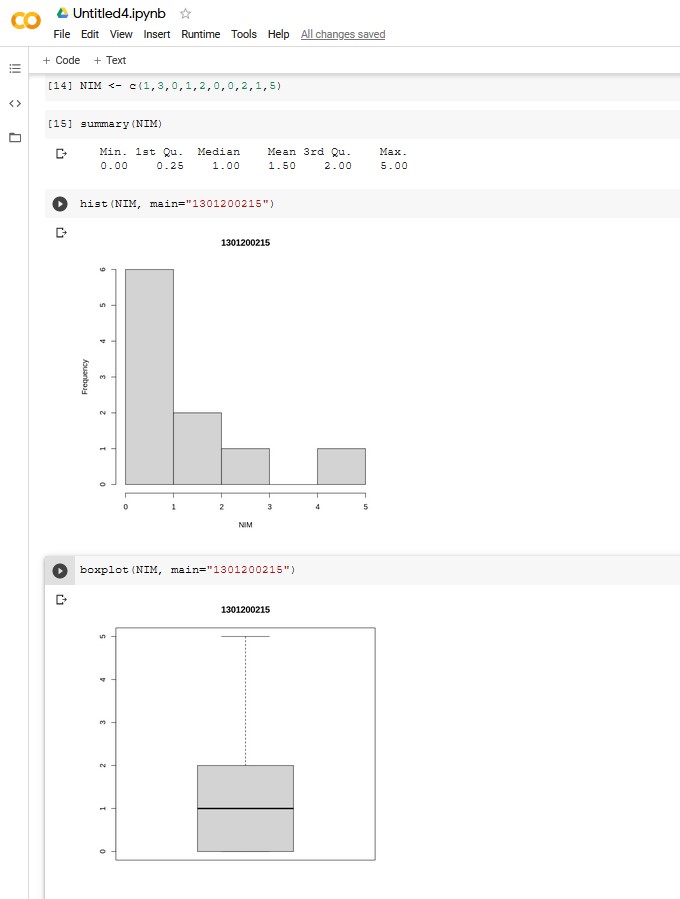 Untitled4.ipynb
File Edit View Insert Runtime Tools Help All changes saved
+ Code + Text
[14] NIM <- c(1,3,0,1,2,0,0,2,1,5)
[15] summary(NIM)
Min. 1st Qu. Median Mean 3rd Qu. Max.
0.00 0.25 1.00 1.50 2.00 5.00
hist(NIM, main="1301200215")
1301200215
6
5
4
3
2
1
0
Frequency
0 1 2 3 4 5
NIM
boxplot(NIM, main="1301200215")
1301200215
5
4
3
2
1
0